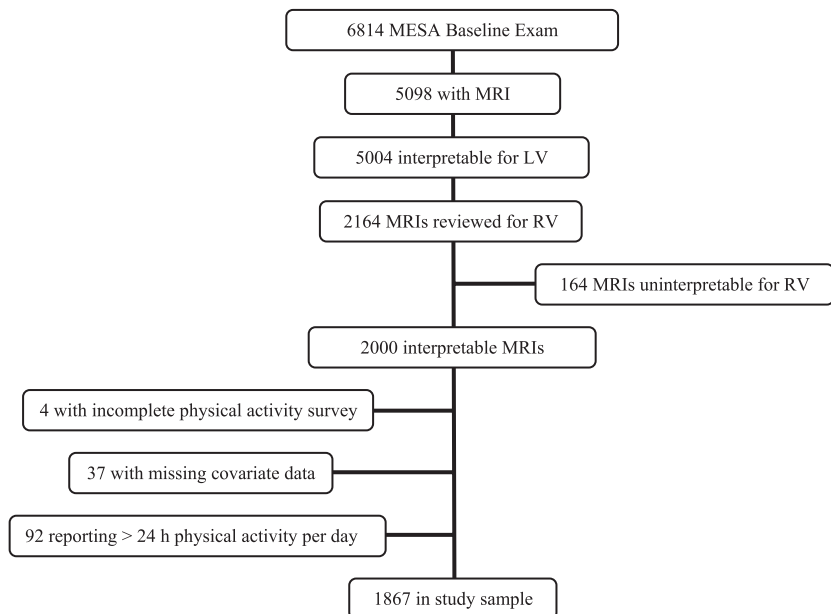 6814 MESA Baseline Exam
5098 with MRI
5004 interpretable for LV
2164 MRIs reviewed for RV
164 MRIs uninterpretable for RV
2000 interpretable MRIs
4 with incomplete physical activity survey
37 with missing covariate data
92 reporting > 24 h physical activity per day
1867 in study sample